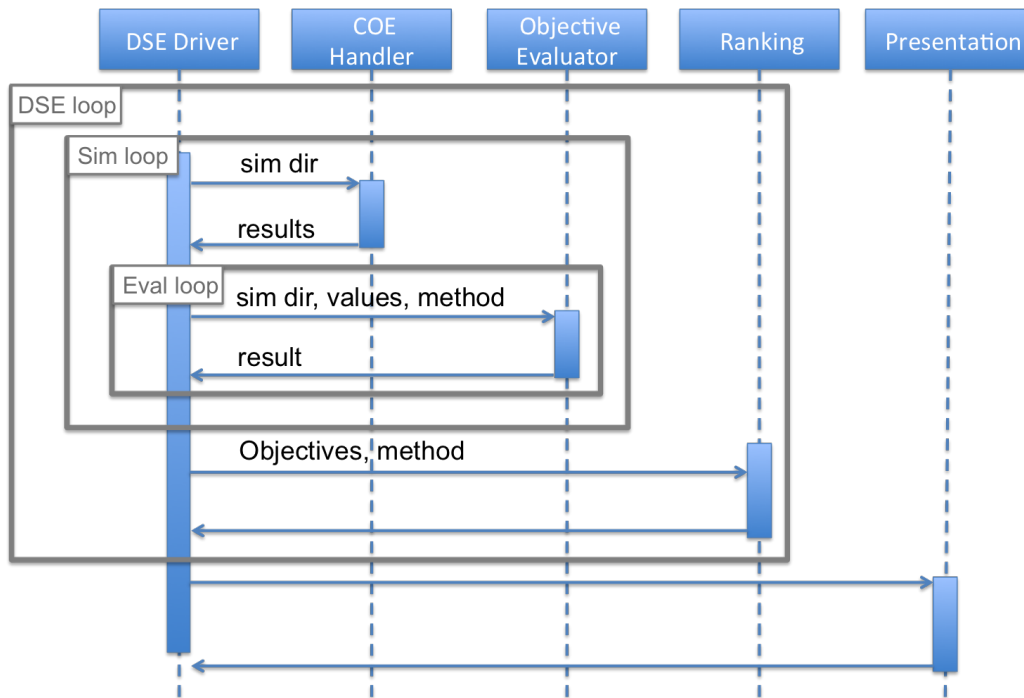 DSE Driver
COE
Handler
Objective
Evaluator
Ranking
Presentation
DSE loop
Sim loop
sim dir
results
Eval loop
sim dir, values, method
result
Objectives, method